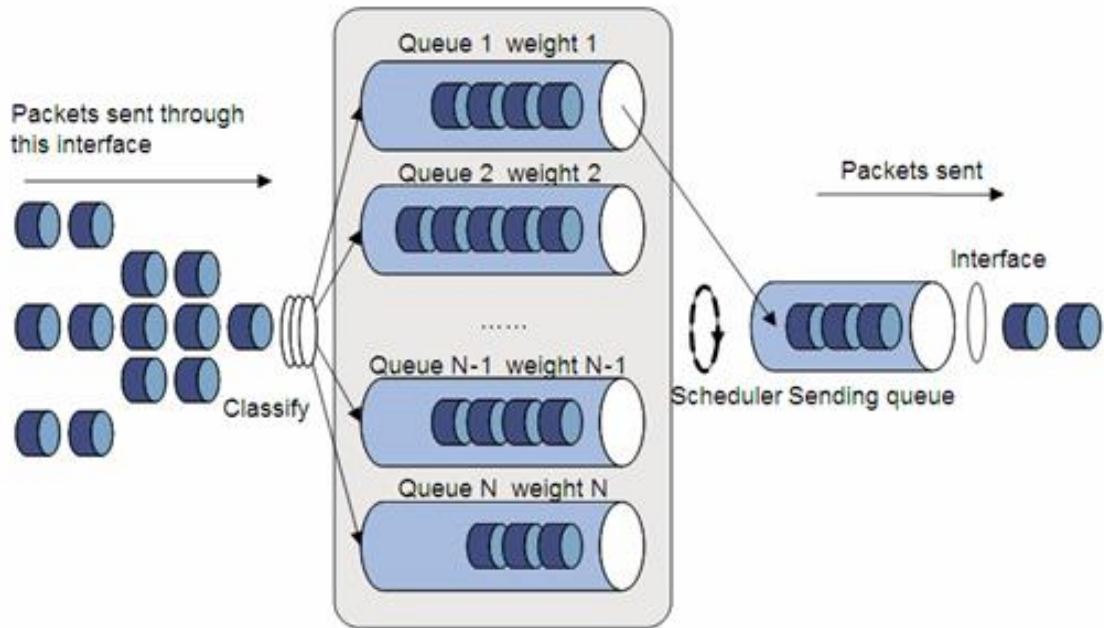 Queue 1 weight 1
Packets sent through
this interface
Queue 2 weight 2
Packets sent
Interface
......
Queue N-1 weight N-1
Classify
Scheduler Sending queue
Queue N weight N